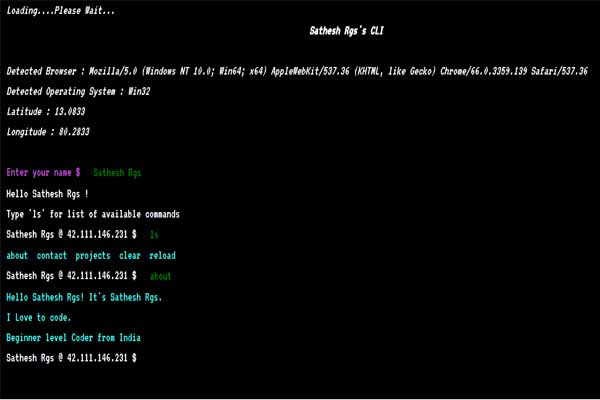 Loading....Please Wait...
Sathesh Rgs's CLI
Detected Browser : Mozilla/5.0 (Windows NT 10.0; Win64; x64) AppleWebKit/537.36 (KHTML, like Gecko) Chrome/66.0.3359.139 Safari/537.36
Detected Operating System : Win32
Latitude : 13.0833
Longitude : 80.2833
Enter your name $ Sathesh Rgs
Hello Sathesh Rgs !
Type 'ls' for list of available commands
Sathesh Rgs @ 42.111.146.231 $ ls
about contact projects clear reload
Sathesh Rgs @ 42.111.146.231 $ about
Hello Sathesh Rgs! It's Sathesh Rgs.
I Love to code.
Beginner level Coder from India
Sathesh Rgs @ 42.111.146.231 $